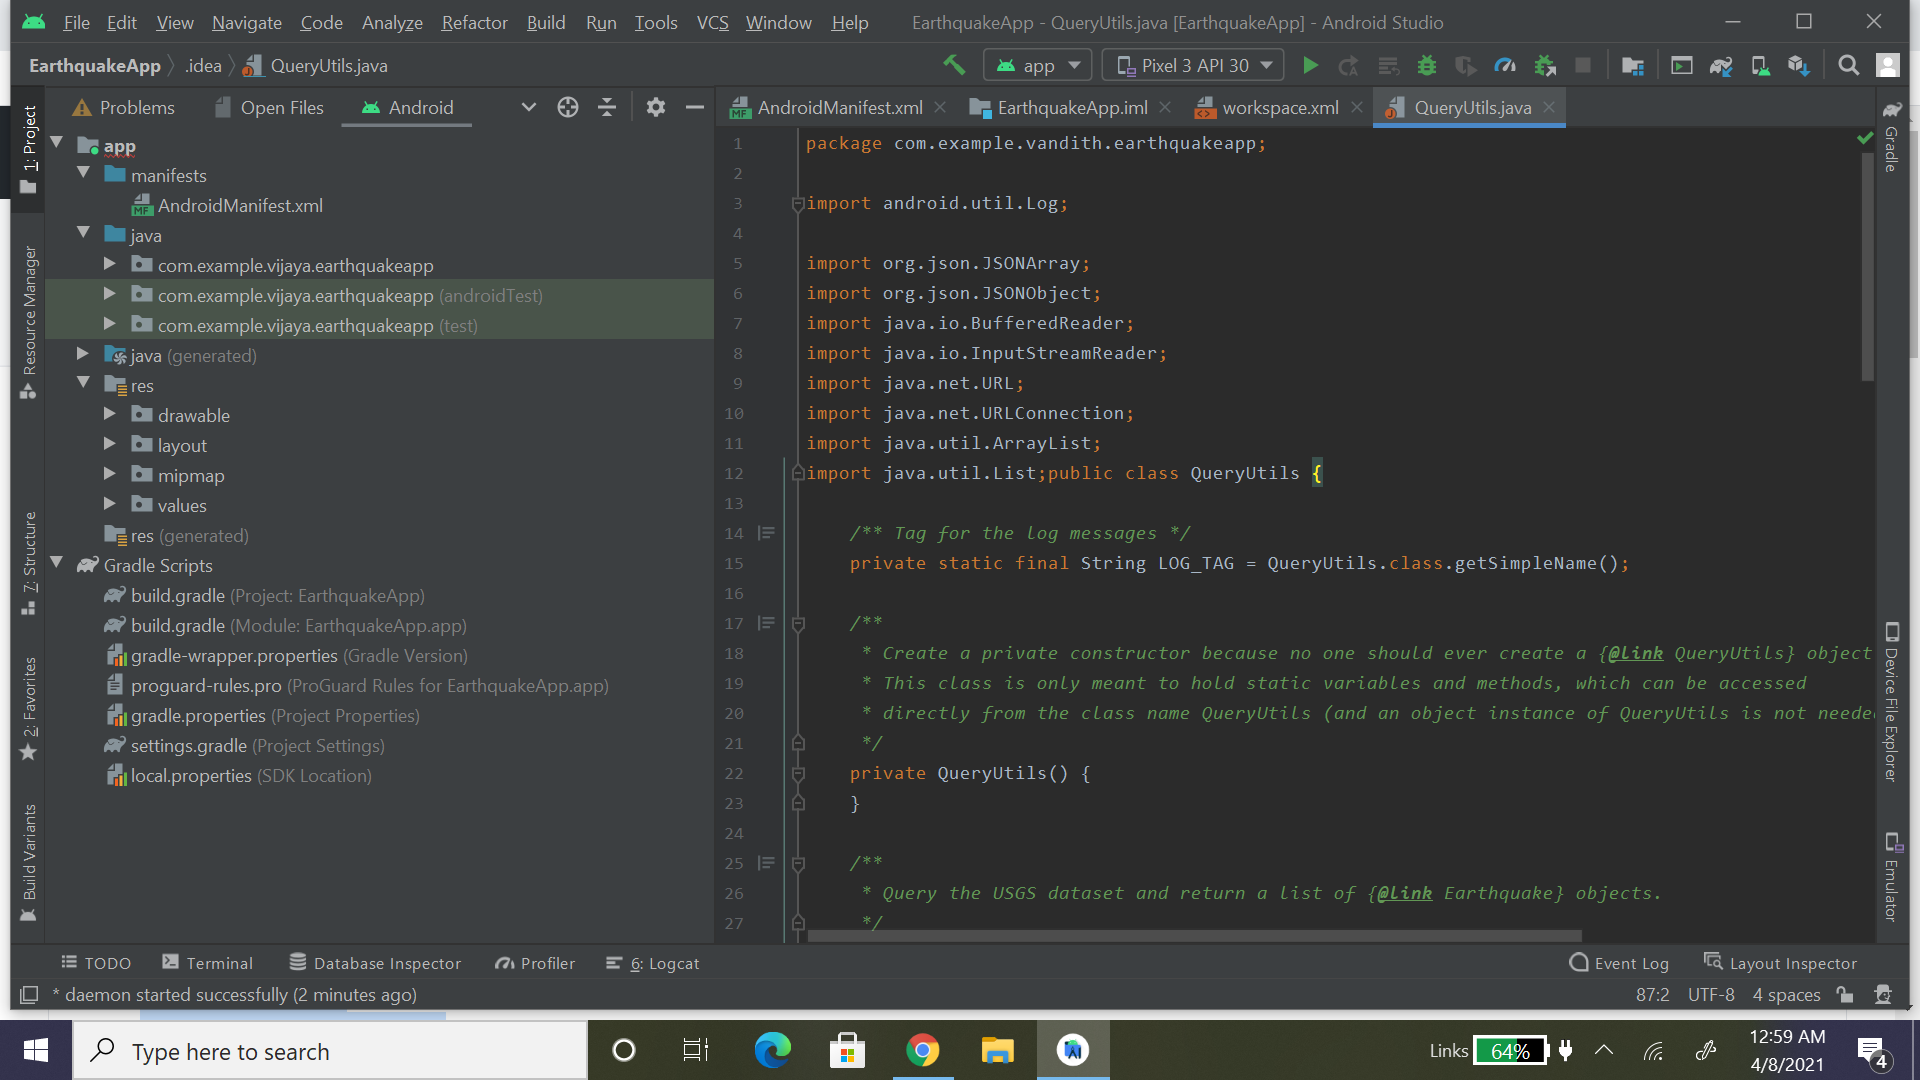 File Edit View Navigate Code Analyze Refactor Build Run Tools VCS Window Help EarthquakeApp - QueryUtils.java [EarthquakeApp] - Android Studio
EarthquakeApp .idea QueryUtils.java app Pixel 3 API 30
Problems Open Files Android
AndroidManifest.xml EarthquakeApp.iml workspace.xml QueryUtils.java
1: Project
Resource Manager
7: Structure
2: Favorites
Build Variants
app
manifests
AndroidManifest.xml
java
com.example.vijaya.earthquakeapp
com.example.vijaya.earthquakeapp (androidTest)
com.example.vijaya.earthquakeapp (test)
java (generated)
res
drawable
layout
mipmap
values
res (generated)
Gradle Scripts
build.gradle (Project: EarthquakeApp)
build.gradle (Module: EarthquakeApp.app)
gradle-wrapper.properties (Gradle Version)
proguard-rules.pro (ProGuard Rules for EarthquakeApp.app)
gradle.properties (Project Properties)
settings.gradle (Project Settings)
local.properties (SDK Location)
1 package com.example.vandith.earthquakeapp;
2
3 import android.util.Log;
4
5 import org.json.JSONArray;
6 import org.json.JSONObject;
7 import java.io.BufferedReader;
8 import java.io.InputStreamReader;
9 import java.net.URL;
10 import java.net.URLConnection;
11 import java.util.ArrayList;
12 import java.util.List;public class QueryUtils {
13
14 /** Tag for the log messages */
15 private static final String LOG_TAG = QueryUtils.class.getSimpleName();
16
17 /**
18 * Create a private constructor because no one should ever create a {@link QueryUtils} object
19 * This class is only meant to hold static variables and methods, which can be accessed
20 * directly from the class name QueryUtils (and an object instance of QueryUtils is not neede
21 */
22 private QueryUtils() {
23 }
24
25 /**
26 * Query the USGS dataset and return a list of {@link Earthquake} objects.
27 */
Gradle
Device File Explorer
Emulator
TODO Terminal Database Inspector Profiler 6: Logcat Event Log Layout Inspector
* daemon started successfully (2 minutes ago) 87:2 UTF-8 4 spaces
Type here to search
Links 64% 12:59 AM
4/8/2021
4